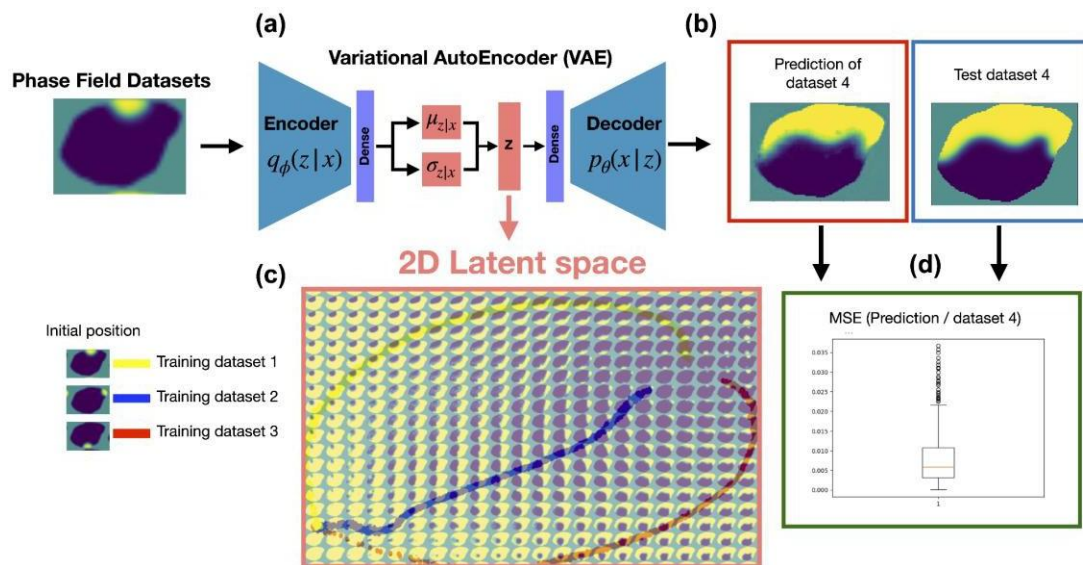 (a)
Variational AutoEncoder (VAE)
Phase Field Datasets
Encoder
qϕ(z|x)
Dense
μz|x
σz|x
z
Dense
Decoder
pθ(x|z)
(b)
Prediction of
dataset 4
Test dataset 4
2D Latent space
(c)
Initial position
Training dataset 1
Training dataset 2
Training dataset 3
(d)
MSE (Prediction / dataset 4)
...
0.035
0.030
0.025
0.020
0.015
0.010
0.005
0.000
1